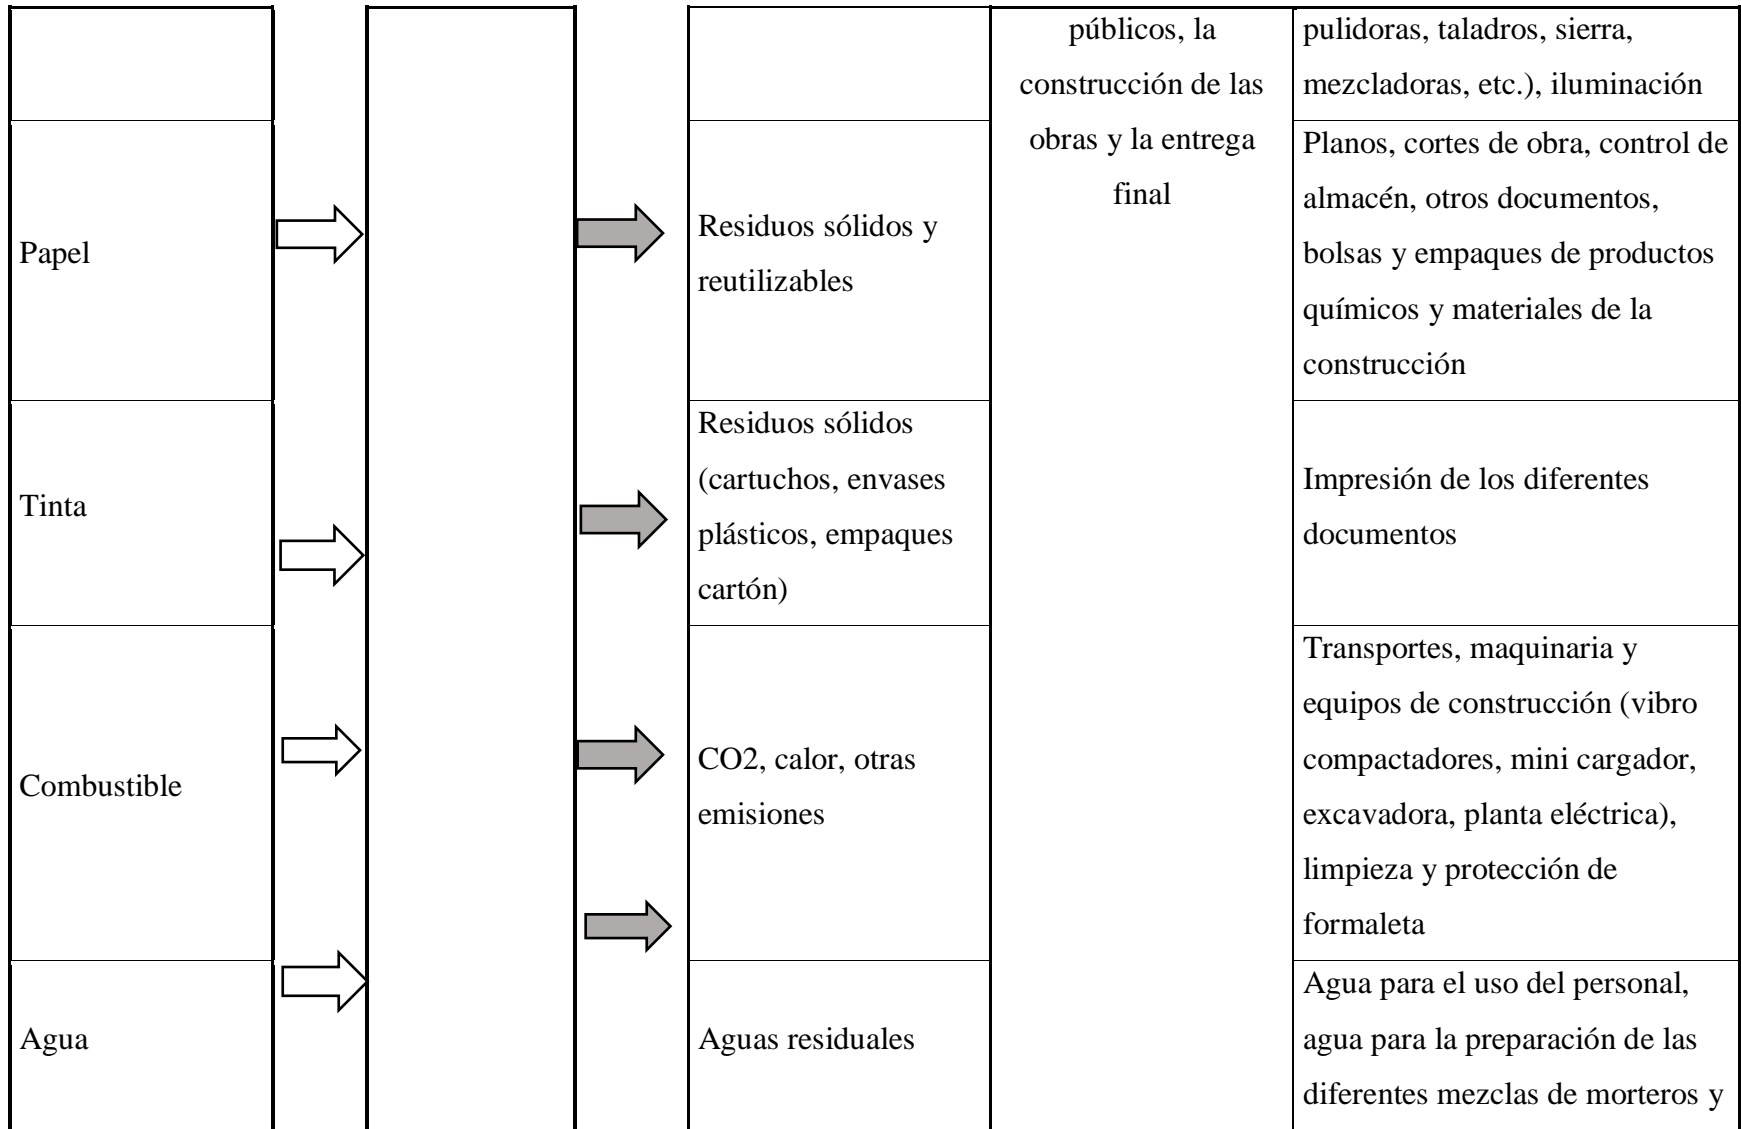 públicos, la
construcción de las
obras y la entrega
final
pulidoras, taladros, sierra,
mezcladoras, etc.), iluminación
Papel
Residuos sólidos y
reutilizables
Planos, cortes de obra, control de
almacén, otros documentos,
bolsas y empaques de productos
químicos y materiales de la
construcción
Tinta
Residuos sólidos
(cartuchos, envases
plásticos, empaques
cartón)
Impresión de los diferentes
documentos
Combustible
CO2, calor, otras
emisiones
Transportes, maquinaria y
equipos de construcción (vibro
compactadores, mini cargador,
excavadora, planta eléctrica),
limpieza y protección de
formaleta
Agua
Aguas residuales
Agua para el uso del personal,
agua para la preparación de las
diferentes mezclas de morteros y